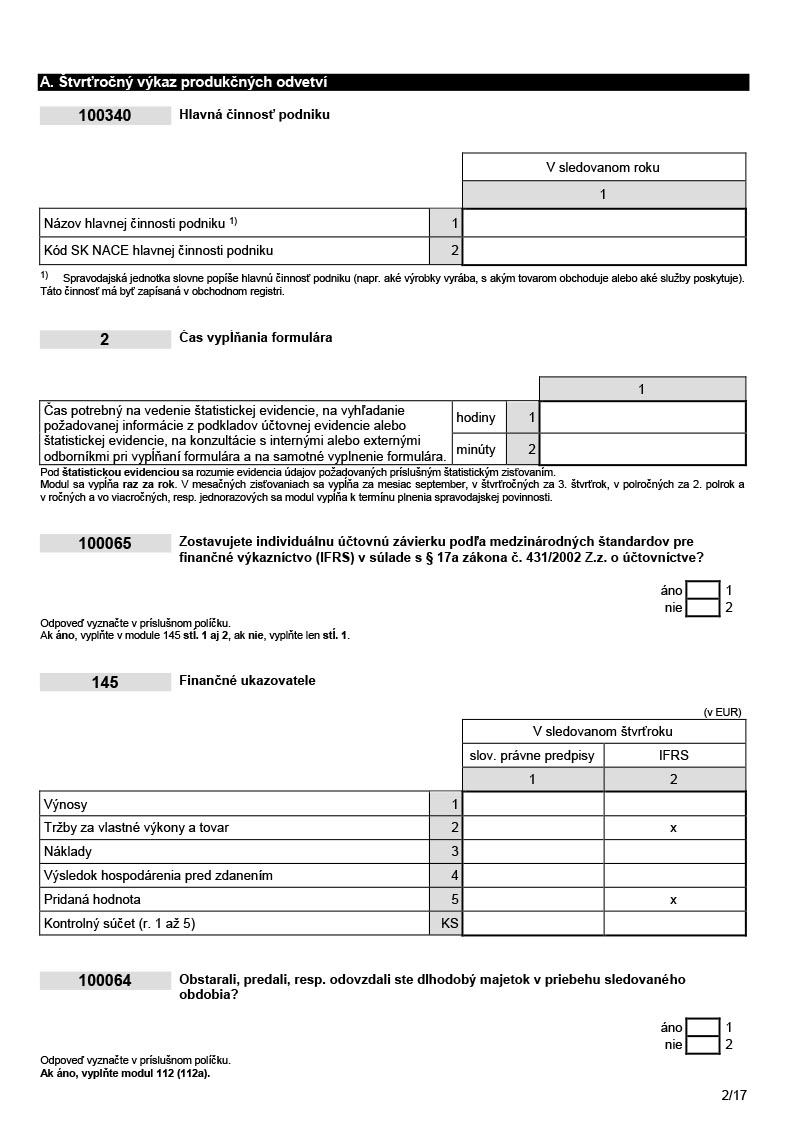 A. Štvrťročný výkaz produkčných odvetví
100340 Hlavná činnosť podniku
V sledovanom roku
1
Názov hlavnej činnosti podniku 1) 1
Kód SK NACE hlavnej činnosti podniku 2
1) Spravodajská jednotka slovne popíše hlavnú činnosť podniku (napr. aké výrobky vyrába, s akým tovarom obchoduje alebo aké služby poskytuje).
Táto činnosť má byť zapísaná v obchodnom registri.
2 Čas vypĺňania formulára
1
Čas potrebný na vedenie štatistickej evidencie, na vyhľadanie
požadovanej informácie z podkladov účtovnej evidencie alebo
štatistickej evidencie, na konzultácie s internými alebo externými
odborníkmi pri vypĺňaní formulára a na samotné vyplnenie formulára.
hodiny 1
minúty 2
Pod štatistickou evidenciou sa rozumie evidencia údajov požadovaných príslušným štatistickým zisťovaním.
Modul sa vypĺňa raz za rok. V mesačných zisťovaniach sa vypĺňa za mesiac september, v štvrťročných za 3. štvrťrok, v polročných za 2. polrok a
v ročných a vo viacročných, resp. jednorazových sa modul vypĺňa k termínu plnenia spravodajskej povinnosti.
100065 Zostavujete individuálnu účtovnú závierku podľa medzinárodných štandardov pre
finančné výkazníctvo (IFRS) v súlade s § 17a zákona č. 431/2002 Z.z. o účtovníctve?
áno 1
nie 2
Odpoveď vyznačte v príslušnom políčku.
Ak áno, vyplňte v module 145 stĺ. 1 aj 2, ak nie, vyplňte len stĺ. 1.
145 Finančné ukazovatele
(v EUR)
V sledovanom štvrťroku
slov. právne predpisy IFRS
1 2
Výnosy 1
Tržby za vlastné výkony a tovar 2 x
Náklady 3
Výsledok hospodárenia pred zdanením 4
Pridaná hodnota 5 x
Kontrolný súčet (r. 1 až 5) KS
100064 Obstarali, predali, resp. odovzdali ste dlhodobý majetok v priebehu sledovaného
obdobia?
áno 1
nie 2
Odpoveď vyznačte v príslušnom políčku.
Ak áno, vyplňte modul 112 (112a).
2/17